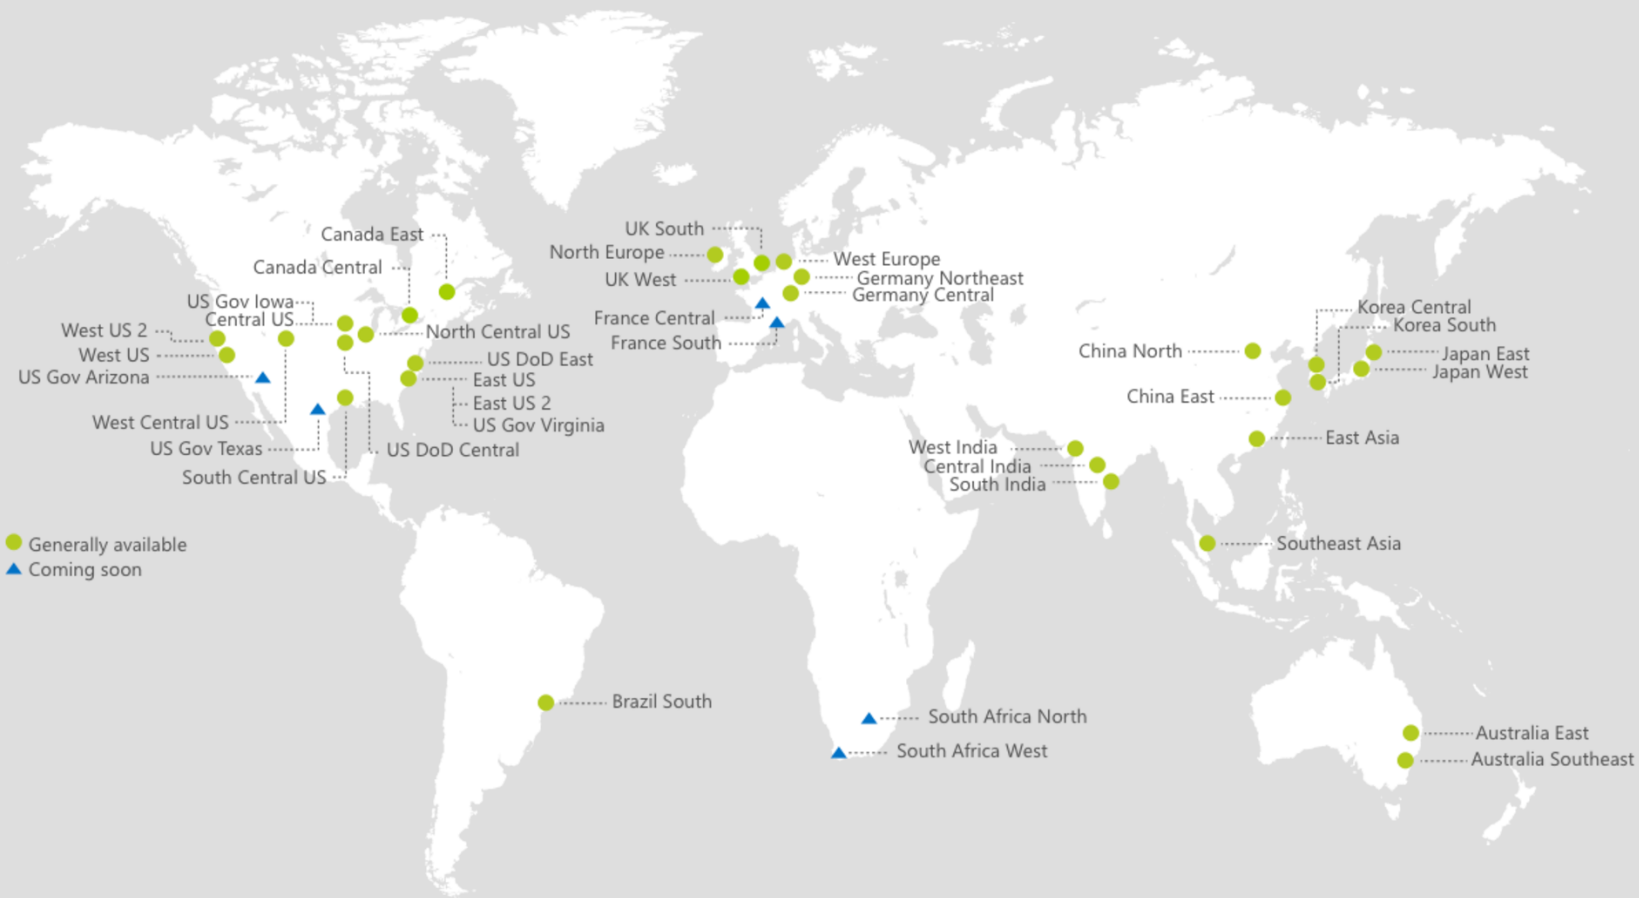 Canada East
Canada Central
US Gov Iowa
Central US
West US 2
West US
US Gov Arizona
West Central US
US Gov Texas
South Central US
North Central US
US DoD East
East US
East US 2
US Gov Virginia
US DoD Central
Generally available
Coming soon
Brazil South
UK South
North Europe
UK West
West Europe
Germany Northeast
Germany Central
France Central
France South
South Africa North
South Africa West
West India
Central India
South India
China North
China East
Korea Central
Korea South
Japan East
Japan West
East Asia
Southeast Asia
Australia East
Australia Southeast